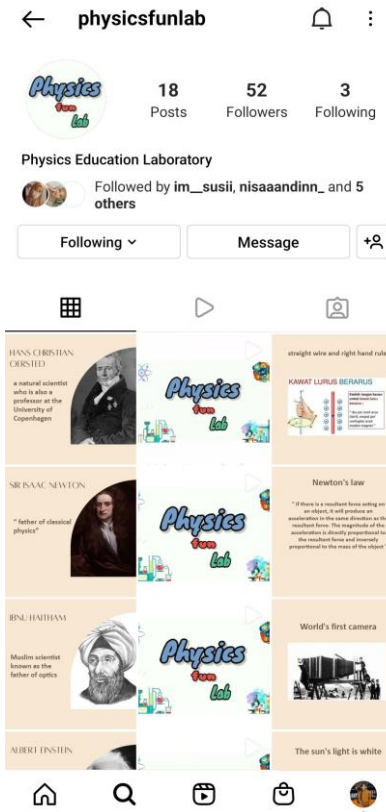 physicsfunlab
18 52 3
Posts Followers Following
Physics fun Lab
Physics Education Laboratory
Followed by im__susii, nisaaandinn_ and 5
others
Following Message
HANS CHRISTIAN
OERSTED
a natural scientist
who is also a
professor at the
University of
Copenhagen
Physics
fun
Lab
straight wire and right hand rule
KAWAT LURUS BERARUS
SIR ISAAC NEWTON
" father of classical
physics"
Physics
fun
Lab
Newton's law
" If there is a resultant force acting on
an object, it will produce an
acceleration in the same direction as the
resultant force. The magnitude of the
acceleration is directly proportional to
the resultant force and inversely
proportional to the mass of the object
IBNU HAITHAM
Muslim scientist
known as the
father of optics
Physics
fun
Lab
World's first camera
ALBERT EINSTEIN
The sun's light is white